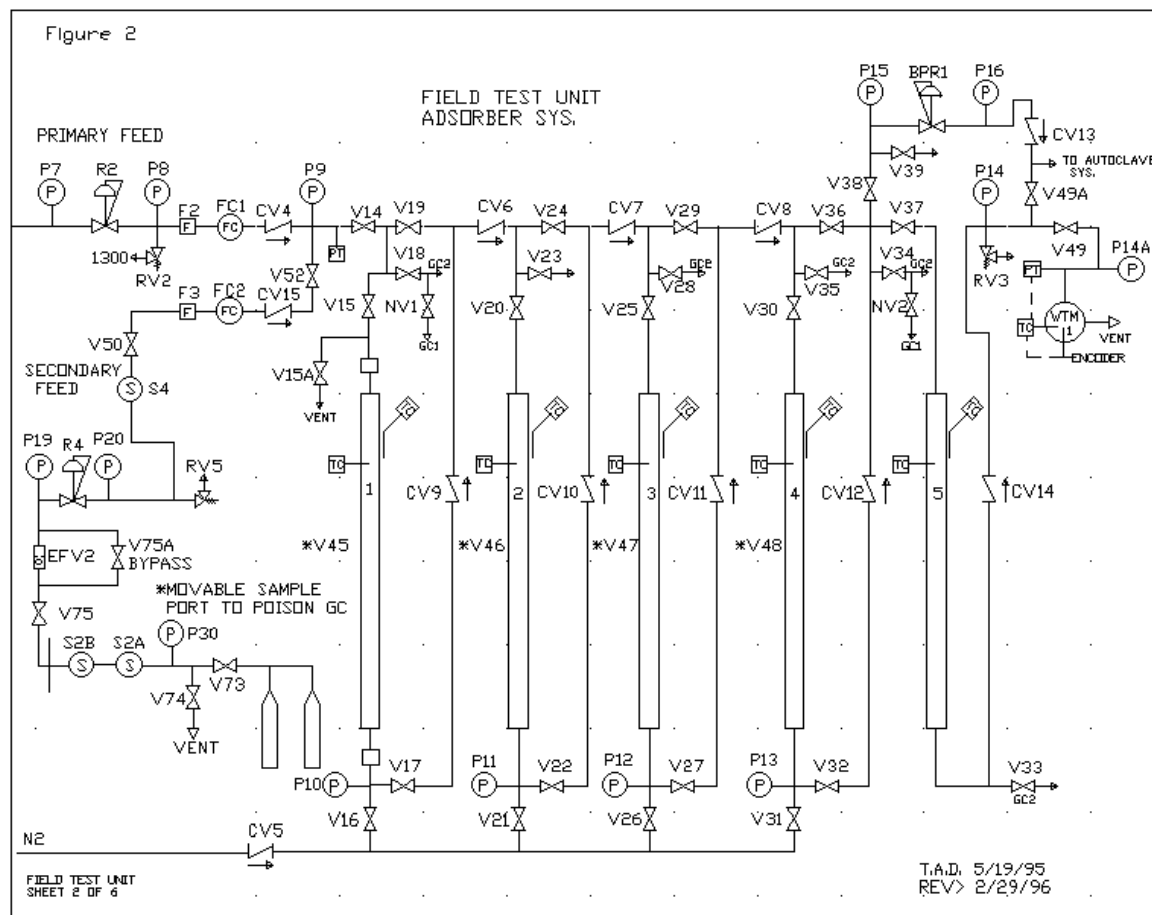 Figure 2
FIELD TEST UNIT
ADSORBER SYS.
PRIMARY FEED
P7
R2
P8
P
P
1300
RV2
F2
F
FC1
FC
CV4
P9
P
PT
V14
V19
V18
GC2
CV6
V24
V23
CV7
V29
GC2
V28
CV8
V36
GC2
V35
V37
V34
GC2
P15
P
BPR1
P16
P
V39
V38
CV13
TO AUTOCLAVE
SYS.
V49A
P14
P
RV3
V49
P14A
P
PT
WTM
1
TC
VENT
ENCODER
F3
F
FC2
FC
CV15
V52
V50
V15
NV1
GC1
V20
V25
V30
NV2
GC1
SECONDARY
FEED
S
S4
V15A
VENT
P19
P
R4
P20
P
RV5
EFV2
V75A
BYPASS
V75
*MOVABLE SAMPLE
PORT TO POISON GC
S2B
S
S2A
S
P
P30
V73
V74
VENT
TC
TC
1
*V45
CV9
TC
TC
2
*V46
CV10
TC
TC
3
*V47
CV11
TC
TC
4
*V48
CV12
TC
5
CV14
P10
P
V17
V16
P11
P
V22
V21
P12
P
V27
V26
P13
P
V32
V31
V33
GC2
N2
CV5
FIELD TEST UNIT
SHEET 2 OF 6
T.A.D. 5/19/95
REV> 2/29/96